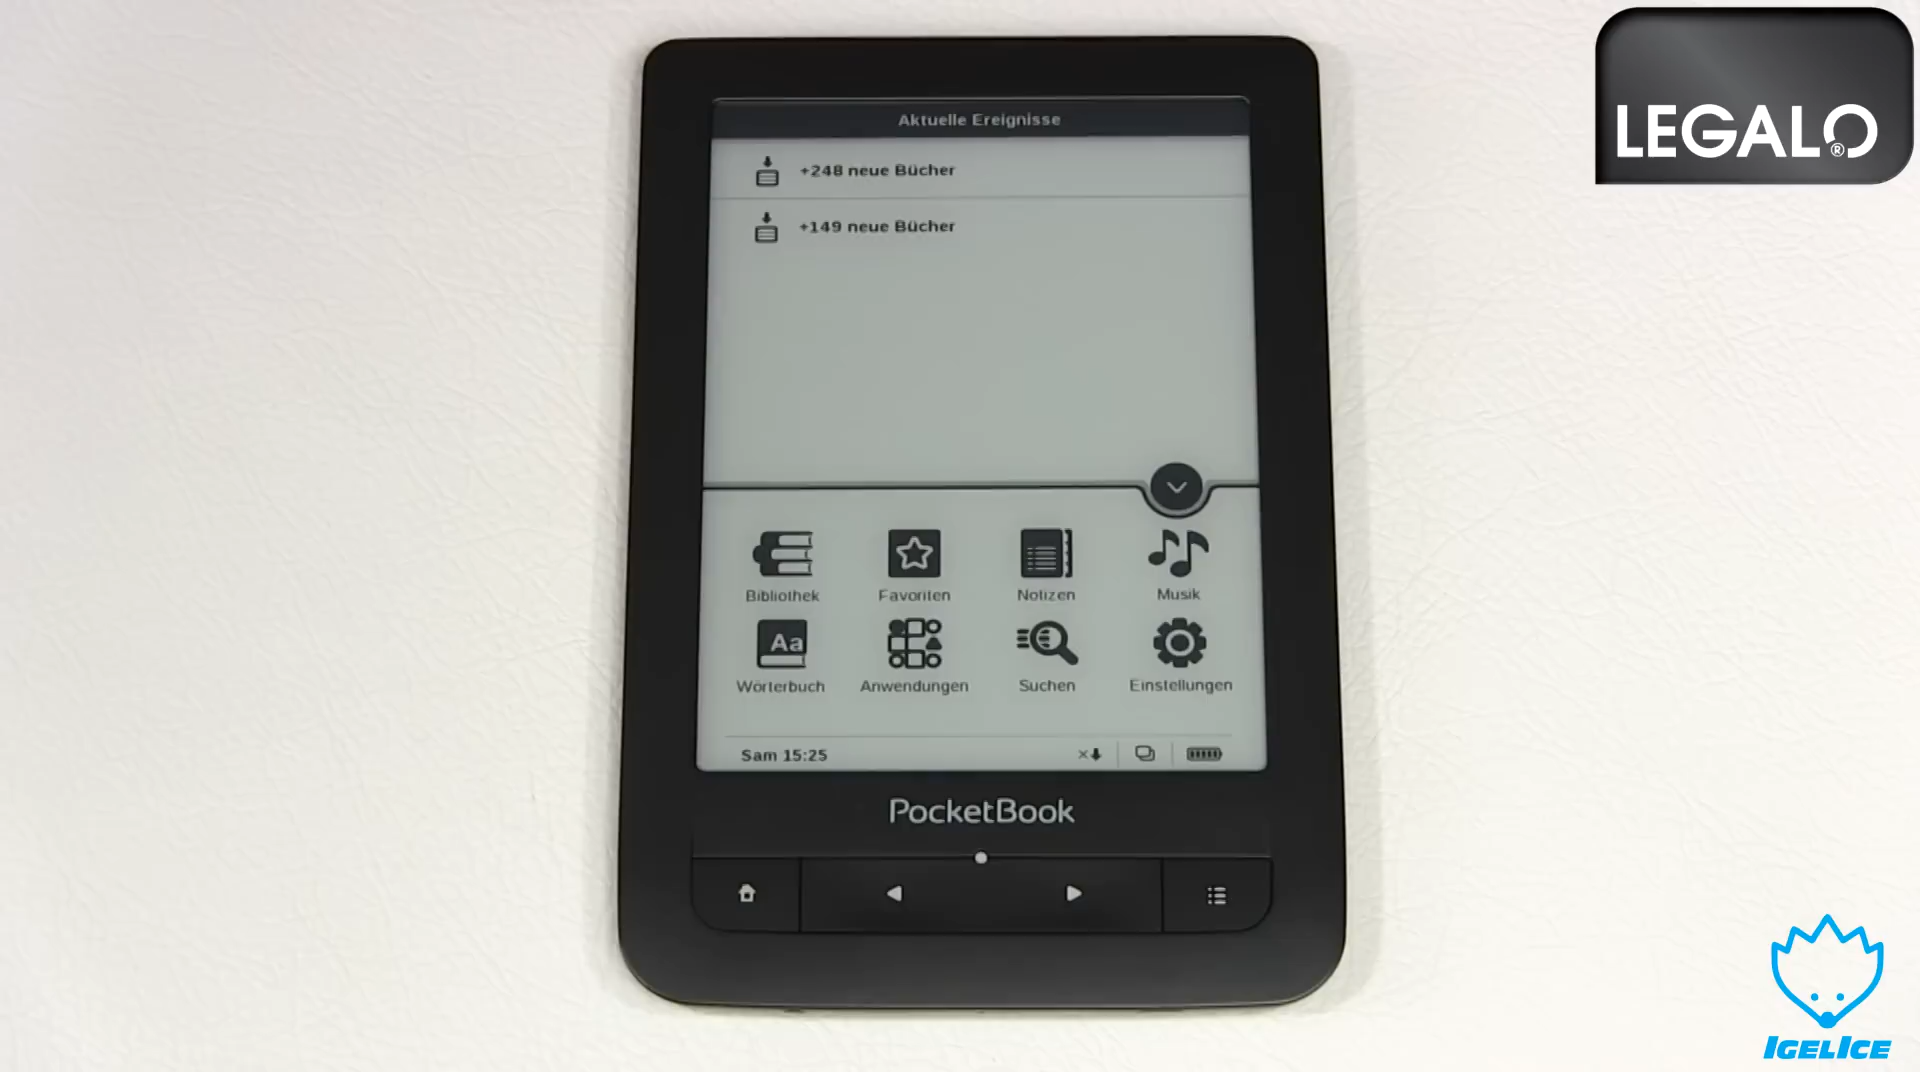 LEGALO®
Aktuelle Ereignisse
+248 neue Bücher
+149 neue Bücher
Bibliothek
Favoriten
Notizen
Musik
Aa
Wörterbuch
Anwendungen
Suchen
Einstellungen
Sam 15:25
PocketBook
IGELICE